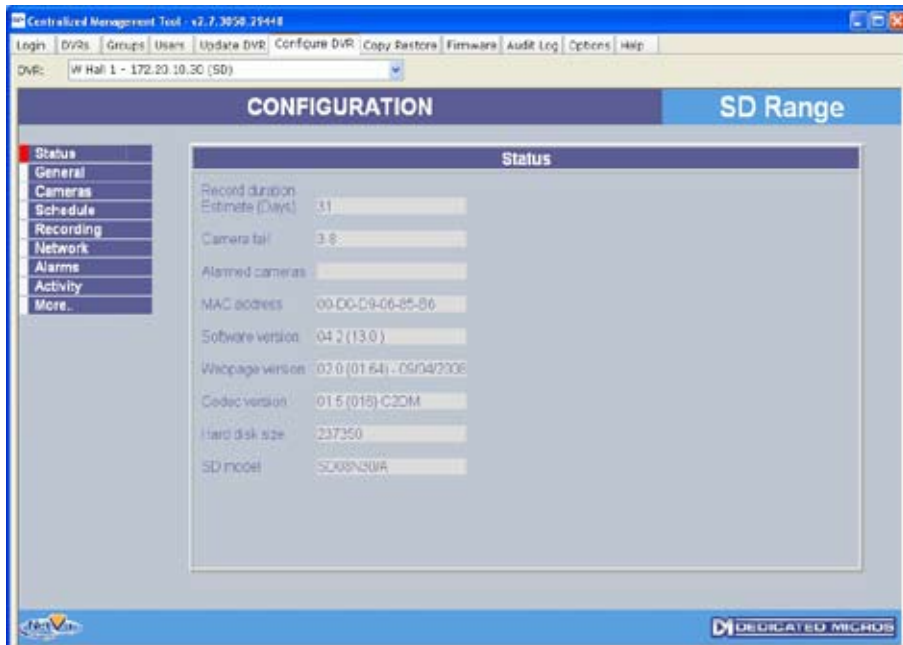 Centralized Management Tool - v2.7.3050.29448
Login DVRs Groups Users Update DVR Configure DVR Copy Restore Firmware Audit Log Options Help
DVR: W Hall 1 - 172.20.10.30 (SD)
CONFIGURATION
SD Range
Status
General
Cameras
Schedule
Recording
Network
Alarms
Activity
More..
Status
Record duration
Estimate (Days) 31
Camera fail 3-8
Alarmed cameras
MAC address 00-D0-D9-06-85-B6
Software version 04.2 (13.0)
Webpage version 02.0 (01.64) - 09/04/2008
Codec version 01.5 (016) C2DM
Hard disk size 237350
SD model SD08N30/A
NetVu
DEDICATED MICROS